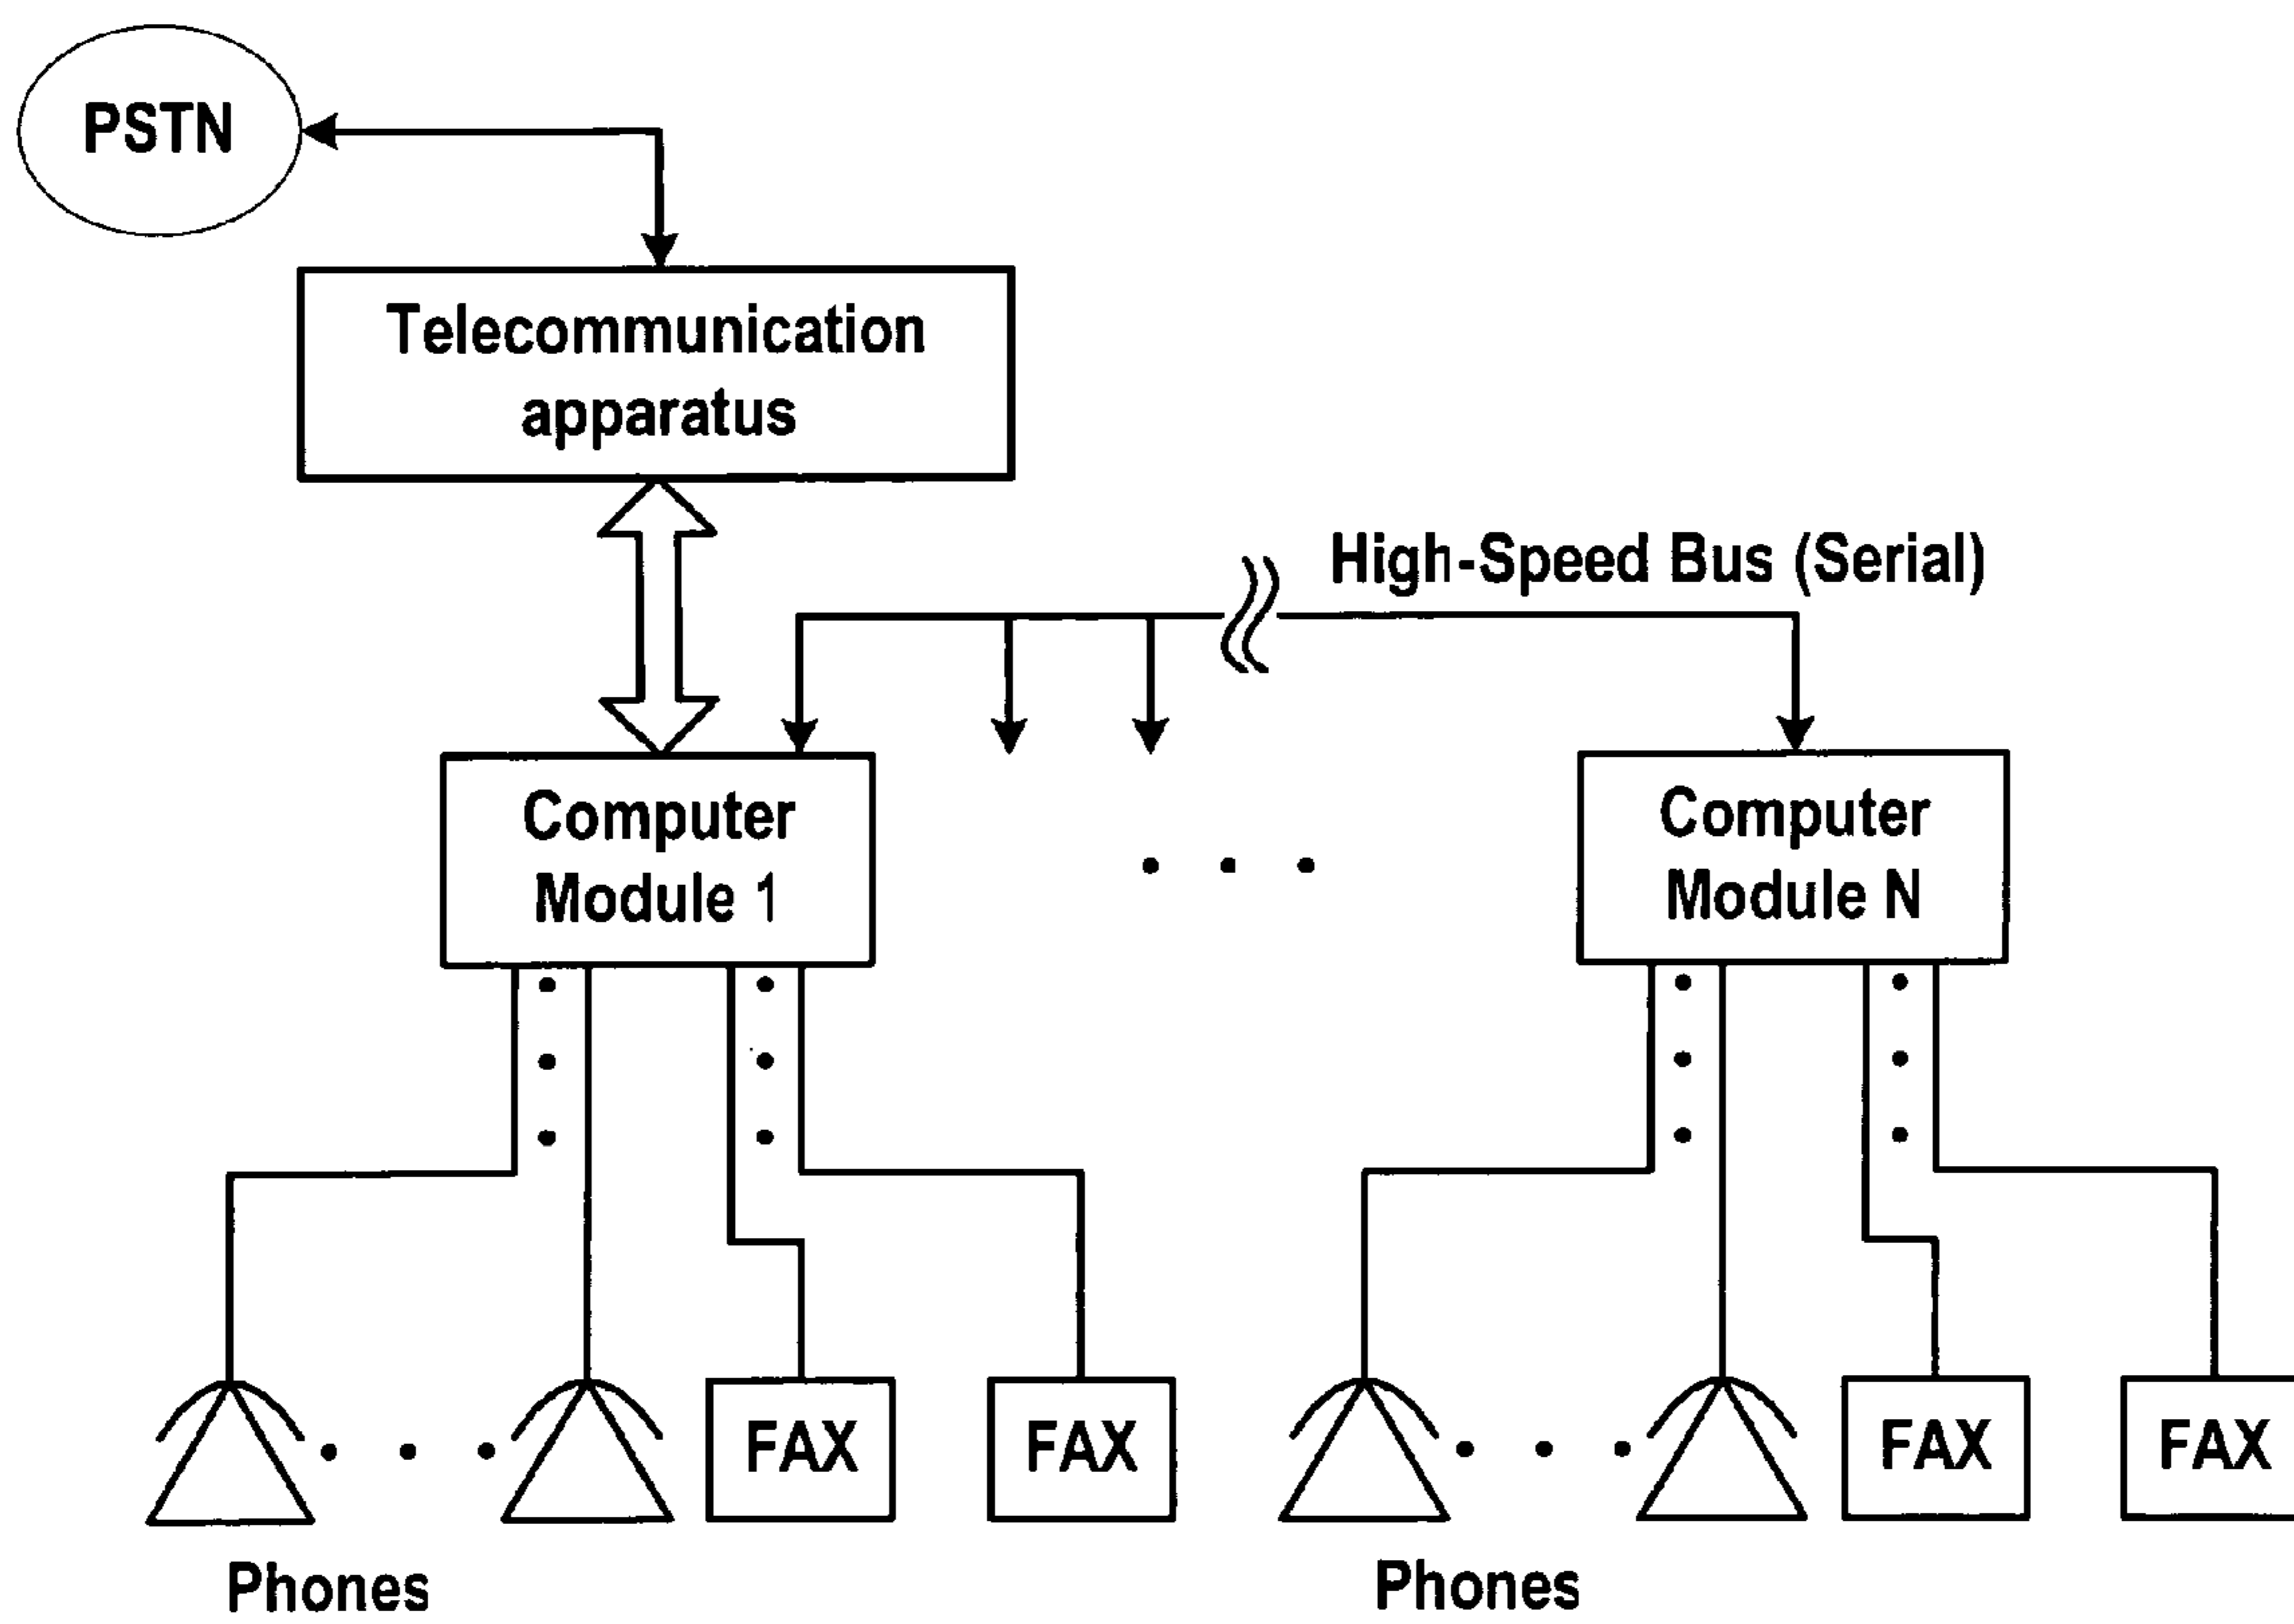 PSTN
Telecommunication
apparatus
High-Speed Bus (Serial)
Computer
Module 1
Computer
Module N
FAX
FAX
FAX
FAX
Phones
Phones